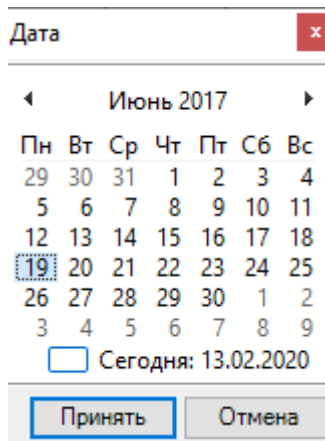 Дата
Июнь 2017
Пн Вт Ср Чт Пт Сб Вс
29 30 31 1 2 3 4
5 6 7 8 9 10 11
12 13 14 15 16 17 18
19 20 21 22 23 24 25
26 27 28 29 30 1 2
3 4 5 6 7 8 9
Сегодня: 13.02.2020
Принять Отмена